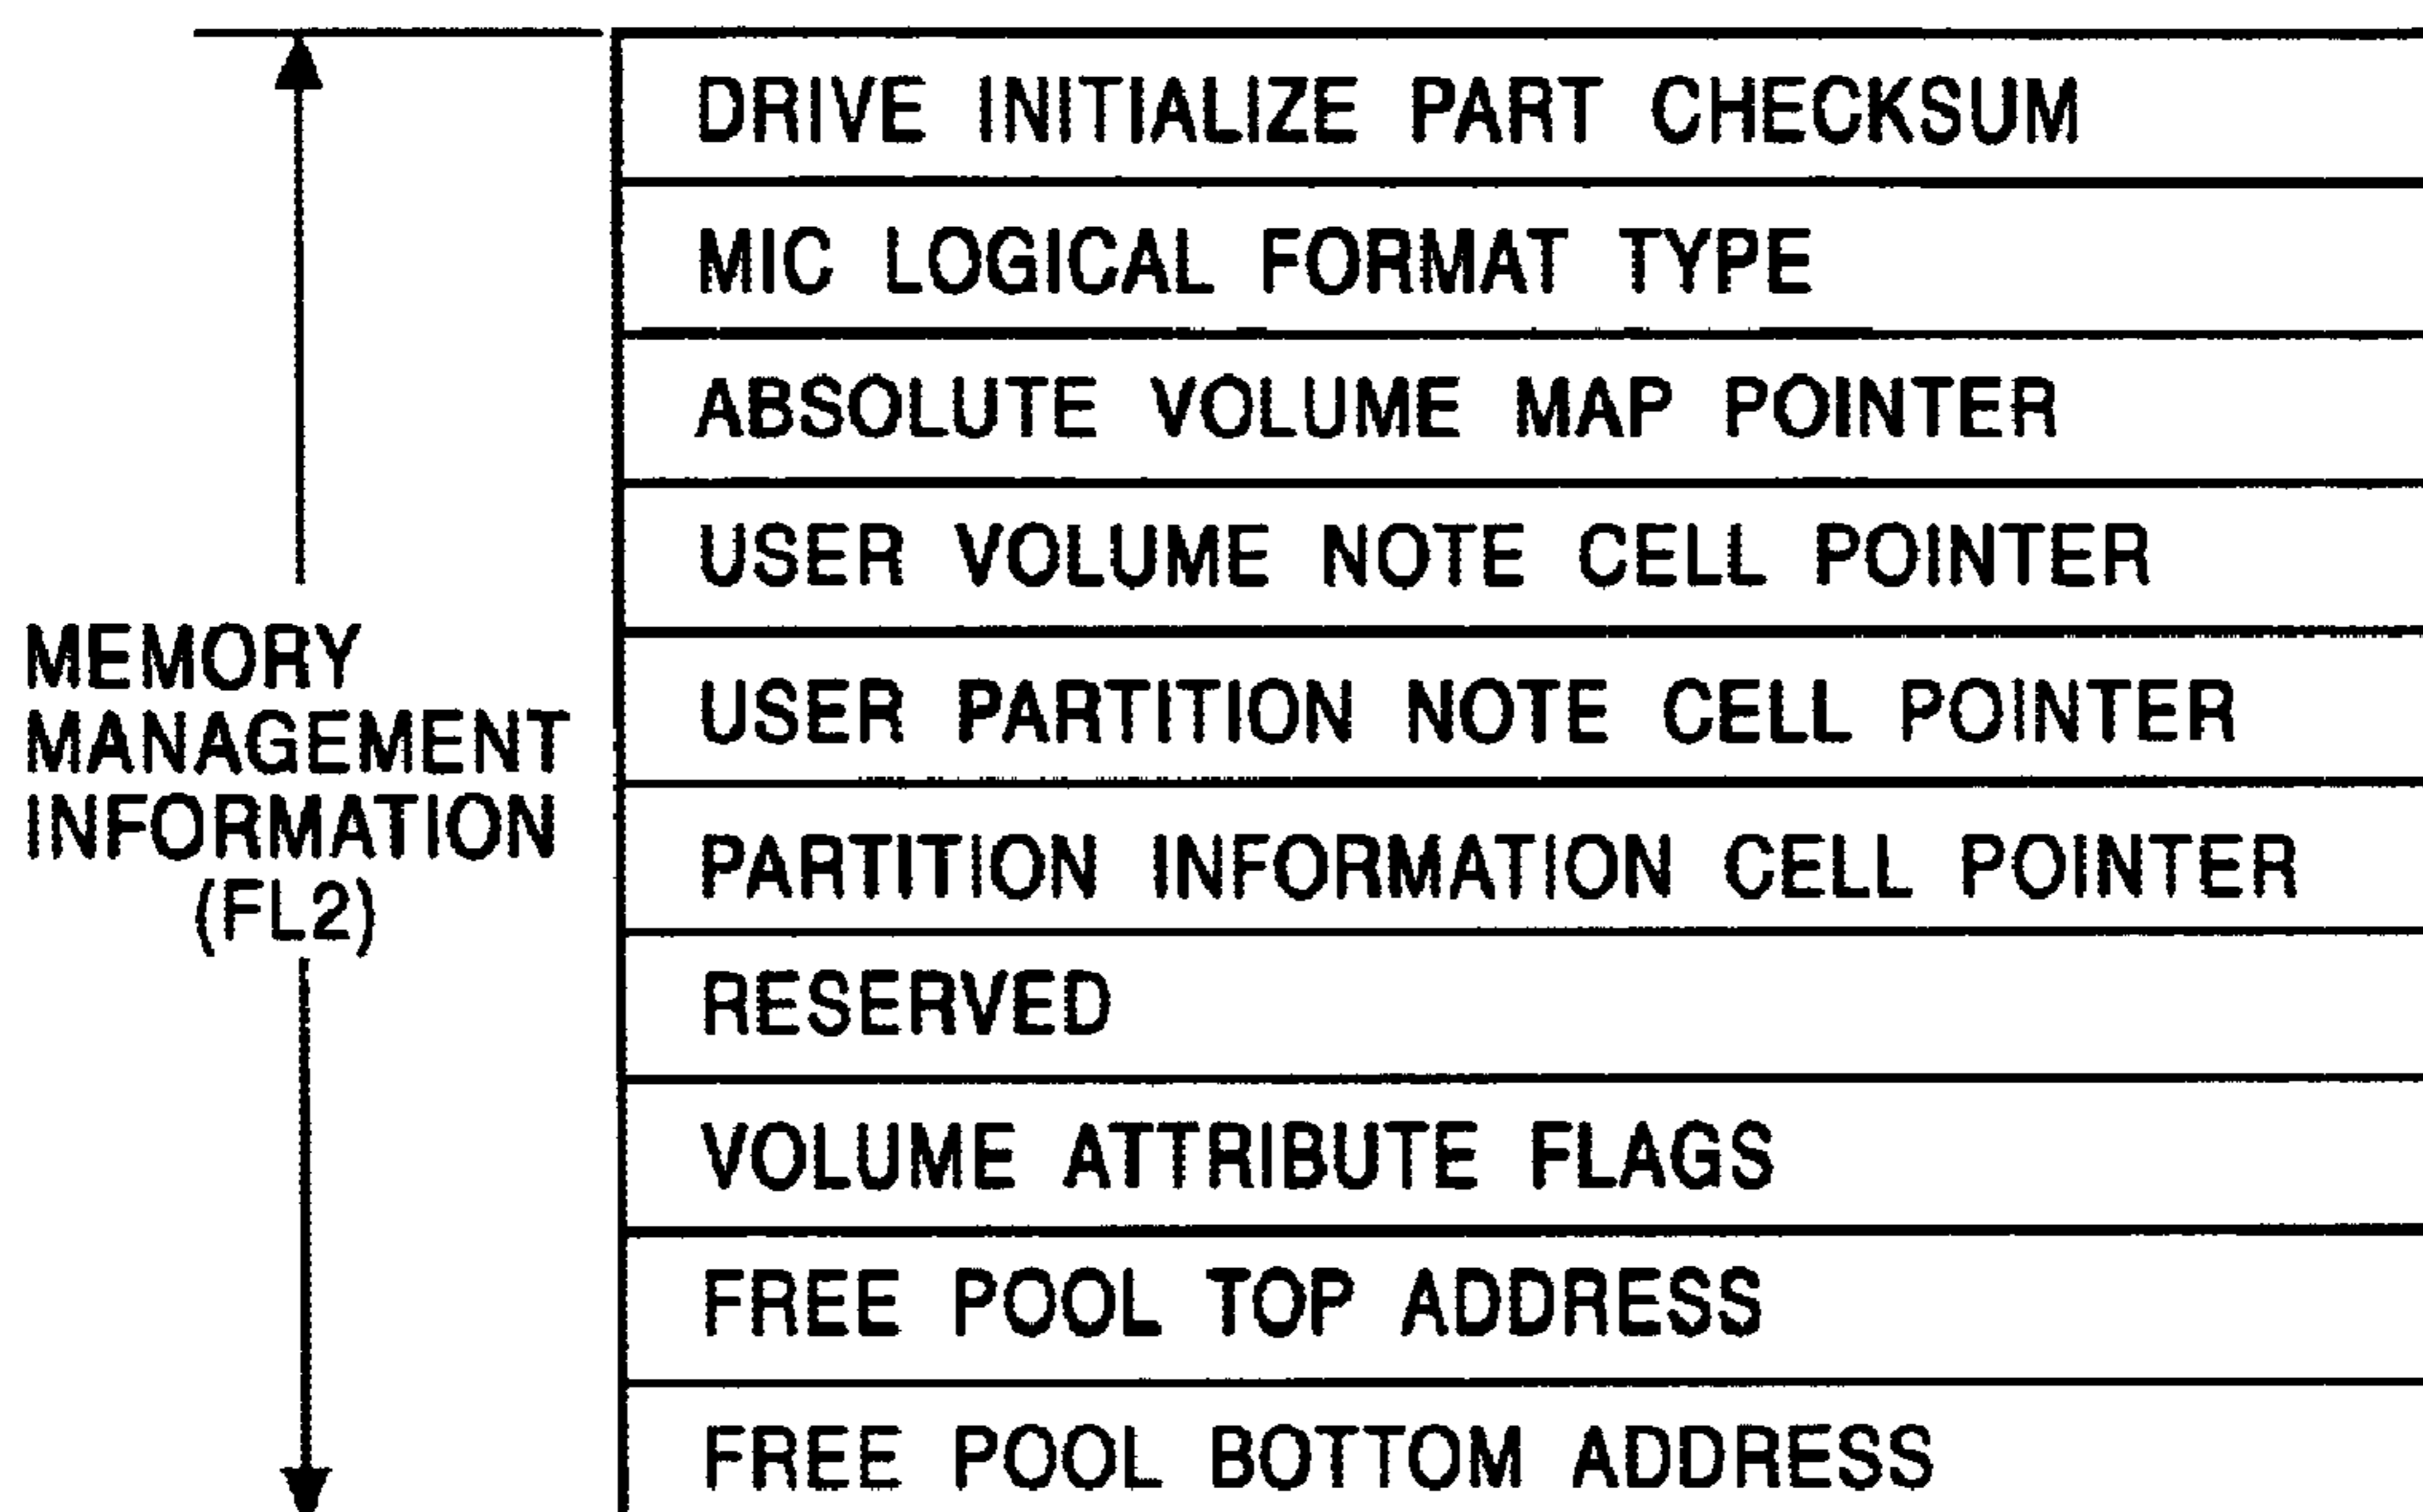 DRIVE INITIALIZE PART CHECKSUM
MIC LOGICAL FORMAT TYPE
ABSOLUTE VOLUME MAP POINTER
USER VOLUME NOTE CELL POINTER
MEMORY
MANAGEMENT
INFORMATION
(FL2)
USER PARTITION NOTE CELL POINTER
PARTITION INFORMATION CELL POINTER
RESERVED
VOLUME ATTRIBUTE FLAGS
FREE POOL TOP ADDRESS
FREE POOL BOTTOM ADDRESS